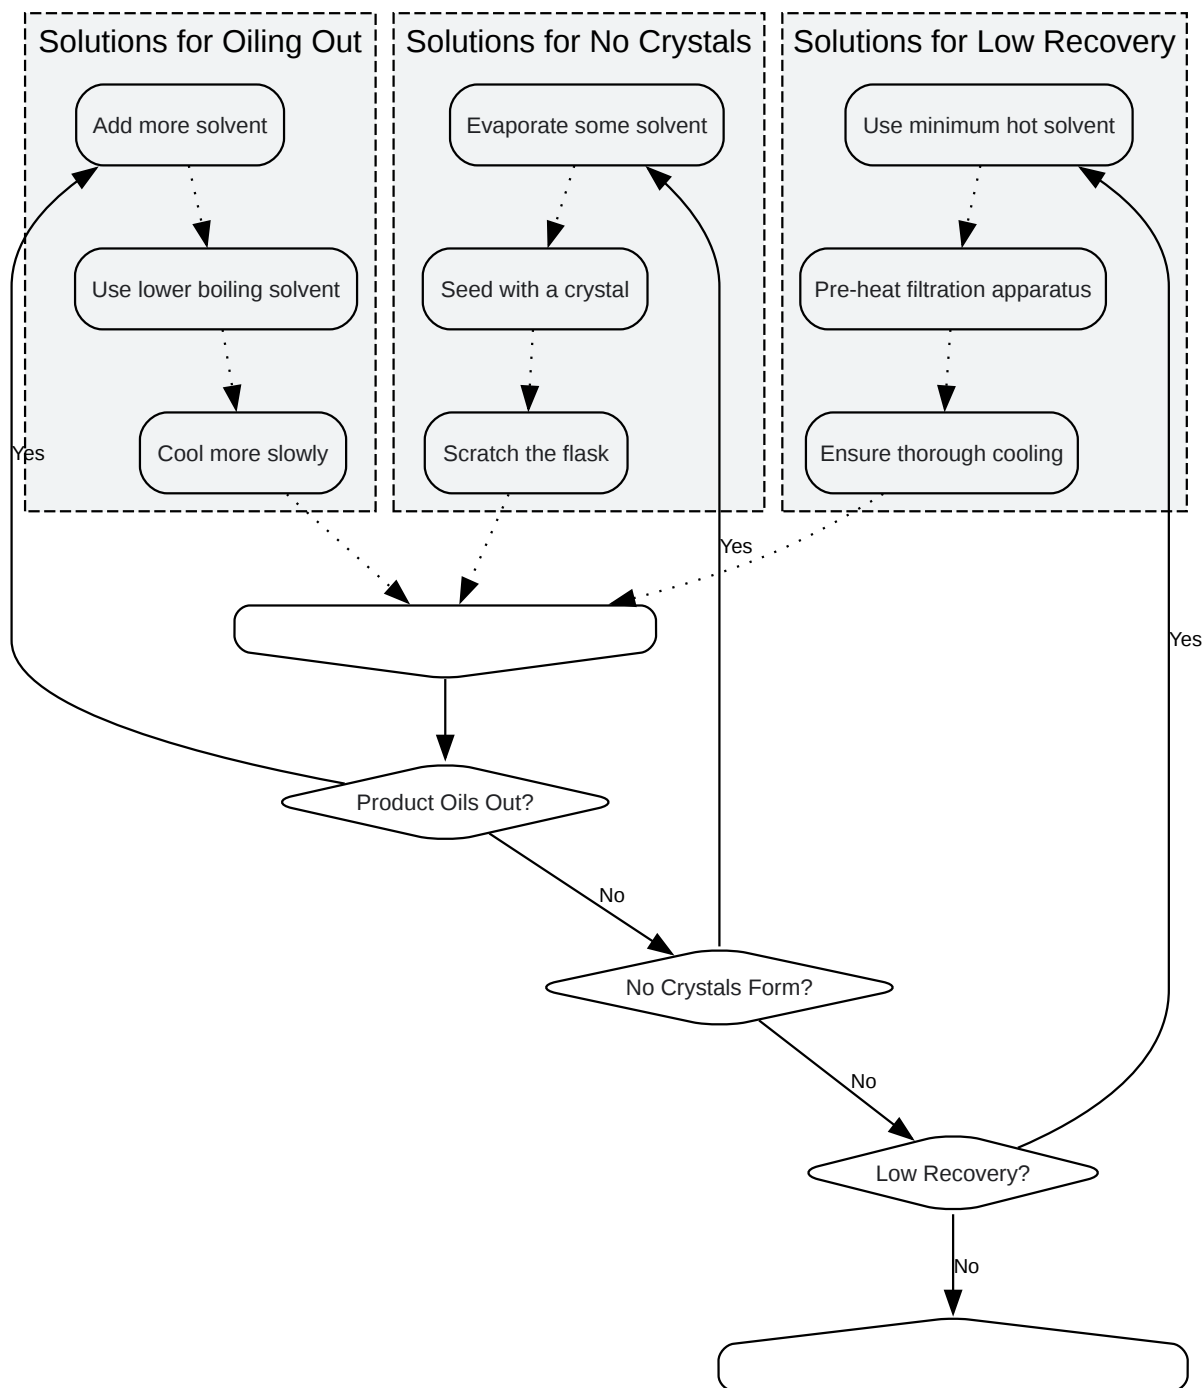 Solutions for Oiling Out
Solutions for No Crystals
Solutions for Low Recovery
Add more solvent
Evaporate some solvent
Use minimum hot solvent
Use lower boiling solvent
Seed with a crystal
Pre-heat filtration apparatus
Cool more slowly
Scratch the flask
Ensure thorough cooling
Yes
Yes
Yes
Product Oils Out?
No
No Crystals Form?
No
Low Recovery?
No